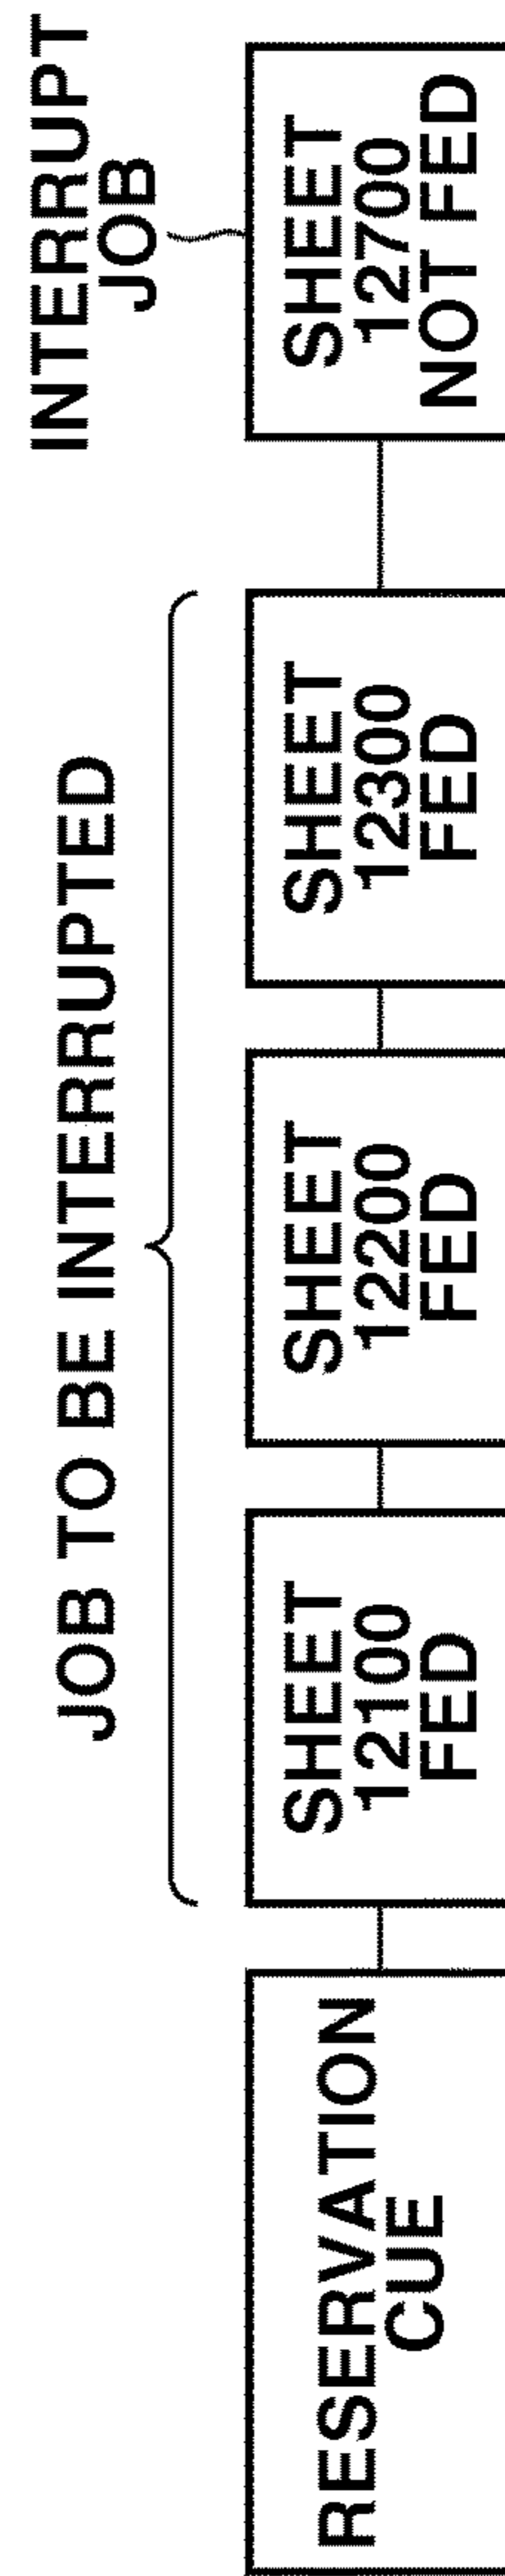 JOB TO BE INTERRUPTED
INTERRUPT
JOB
RESERVATION
CUE
SHEET
12100
FED
SHEET
12200
FED
SHEET
12300
FED
SHEET
12700
NOT FED